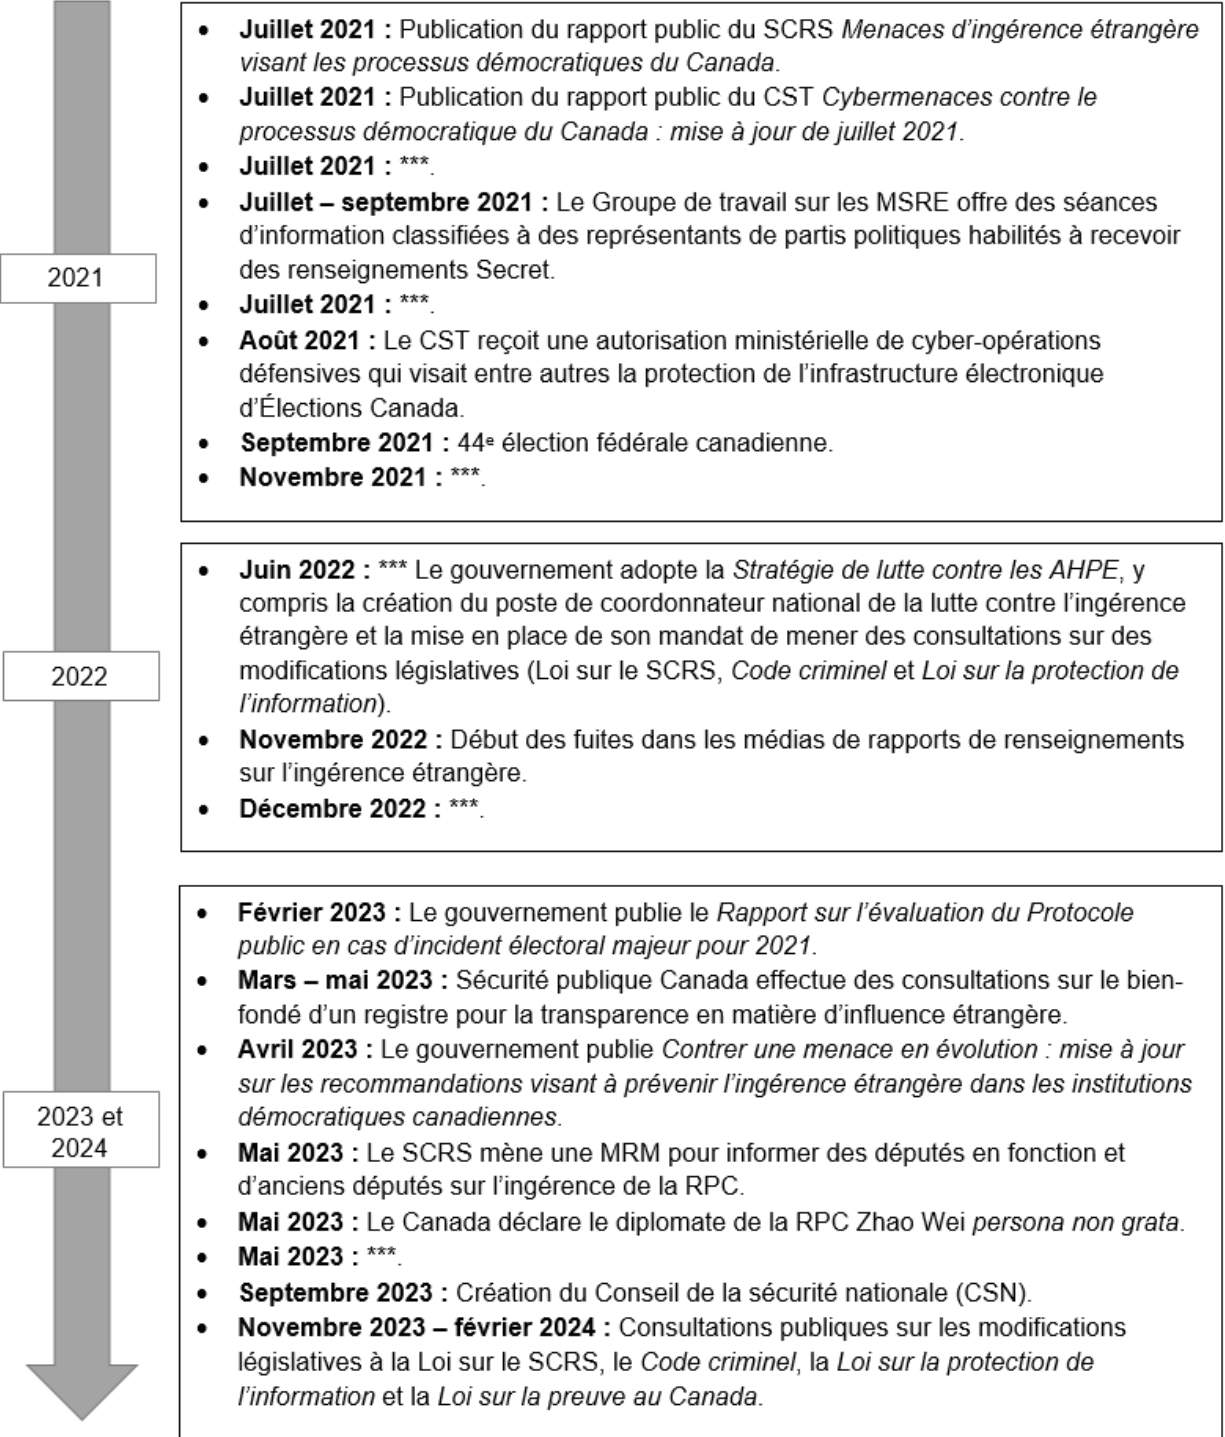 • Juillet 2021 : Publication du rapport public du SCRS Menaces d’ingérence étrangère
visant les processus démocratiques du Canada.
• Juillet 2021 : Publication du rapport public du CST Cybermenaces contre le
processus démocratique du Canada : mise à jour de juillet 2021.
• Juillet 2021 : ***.
• Juillet – septembre 2021 : Le Groupe de travail sur les MSRE offre des séances
d’information classifiées à des représentants de partis politiques habilités à recevoir
des renseignements Secret.
2021
• Juillet 2021 : ***.
• Août 2021 : Le CST reçoit une autorisation ministérielle de cyber-opérations
défensives qui visait entre autres la protection de l’infrastructure électronique
d’Élections Canada.
• Septembre 2021 : 44e élection fédérale canadienne.
• Novembre 2021 : ***.
• Juin 2022 : *** Le gouvernement adopte la Stratégie de lutte contre les AHPE, y
compris la création du poste de coordonnateur national de la lutte contre l’ingérence
étrangère et la mise en place de son mandat de mener des consultations sur des
modifications législatives (Loi sur le SCRS, Code criminel et Loi sur la protection de
l’information).
2022
• Novembre 2022 : Début des fuites dans les médias de rapports de renseignements
sur l’ingérence étrangère.
• Décembre 2022 : ***.
• Février 2023 : Le gouvernement publie le Rapport sur l’évaluation du Protocole
public en cas d’incident électoral majeur pour 2021.
• Mars – mai 2023 : Sécurité publique Canada effectue des consultations sur le bien-
fondé d’un registre pour la transparence en matière d’influence étrangère.
• Avril 2023 : Le gouvernement publie Contrer une menace en évolution : mise à jour
sur les recommandations visant à prévenir l’ingérence étrangère dans les institutions
démocratiques canadiennes.
2023 et
2024
• Mai 2023 : Le SCRS mène une MRM pour informer des députés en fonction et
d’anciens députés sur l’ingérence de la RPC.
• Mai 2023 : Le Canada déclare le diplomate de la RPC Zhao Wei persona non grata.
• Mai 2023 : ***.
• Septembre 2023 : Création du Conseil de la sécurité nationale (CSN).
• Novembre 2023 – février 2024 : Consultations publiques sur les modifications
législatives à la Loi sur le SCRS, le Code criminel, la Loi sur la protection de
l’information et la Loi sur la preuve au Canada.